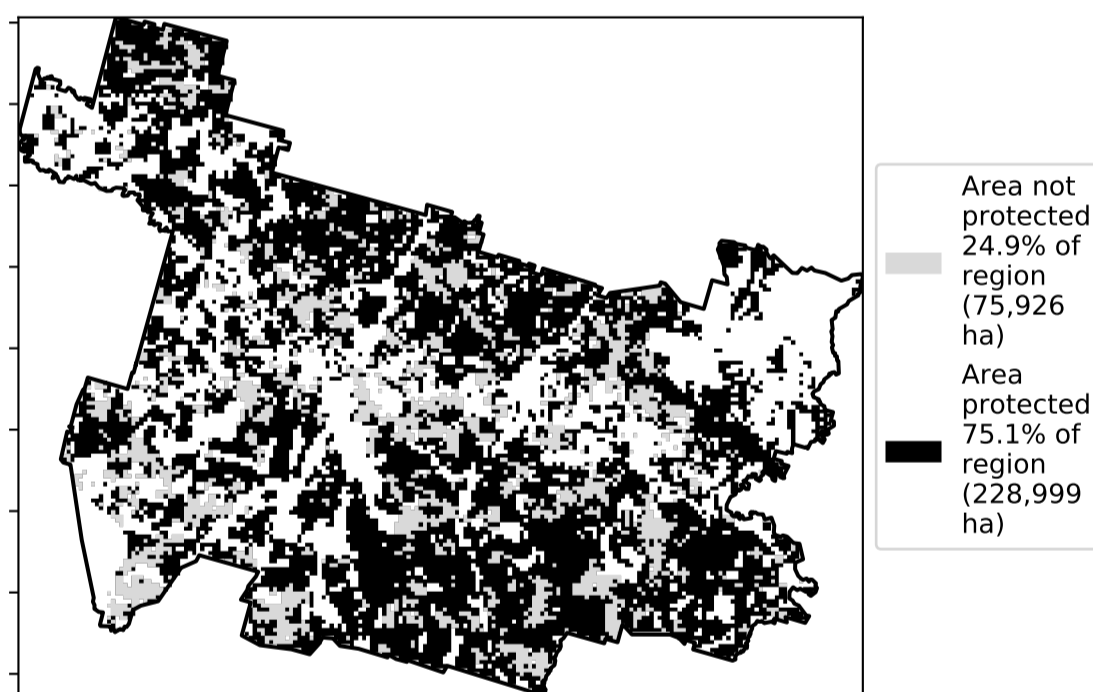 Area not
protected
24.9% of
region
(75,926
ha)
Area
protected
75.1% of
region
(228,999
ha)